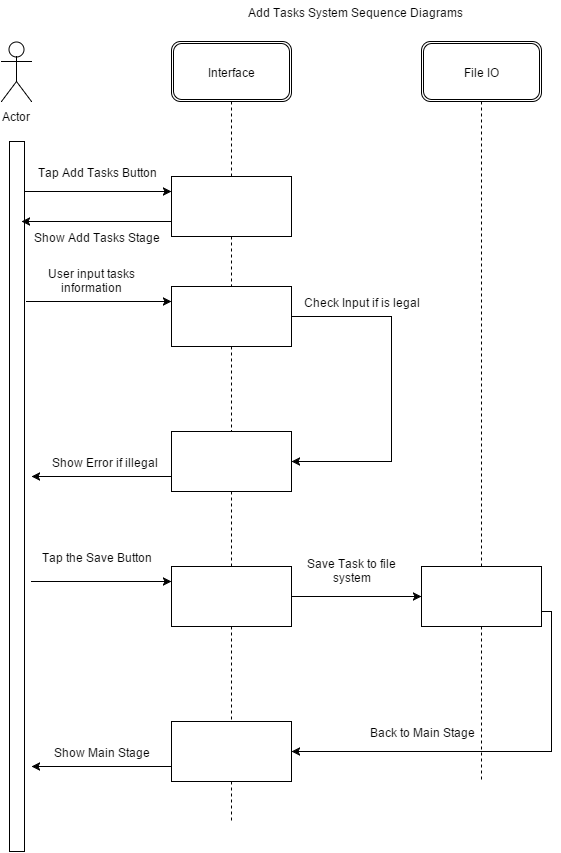 Add Tasks System Sequence Diagrams
Interface
File IO
Actor
Tap Add Tasks Button
Show Add Tasks Stage
User input tasks
information
Check Input if is legal
Show Error if illegal
Tap the Save Button
Save Task to file
system
Back to Main Stage
Show Main Stage